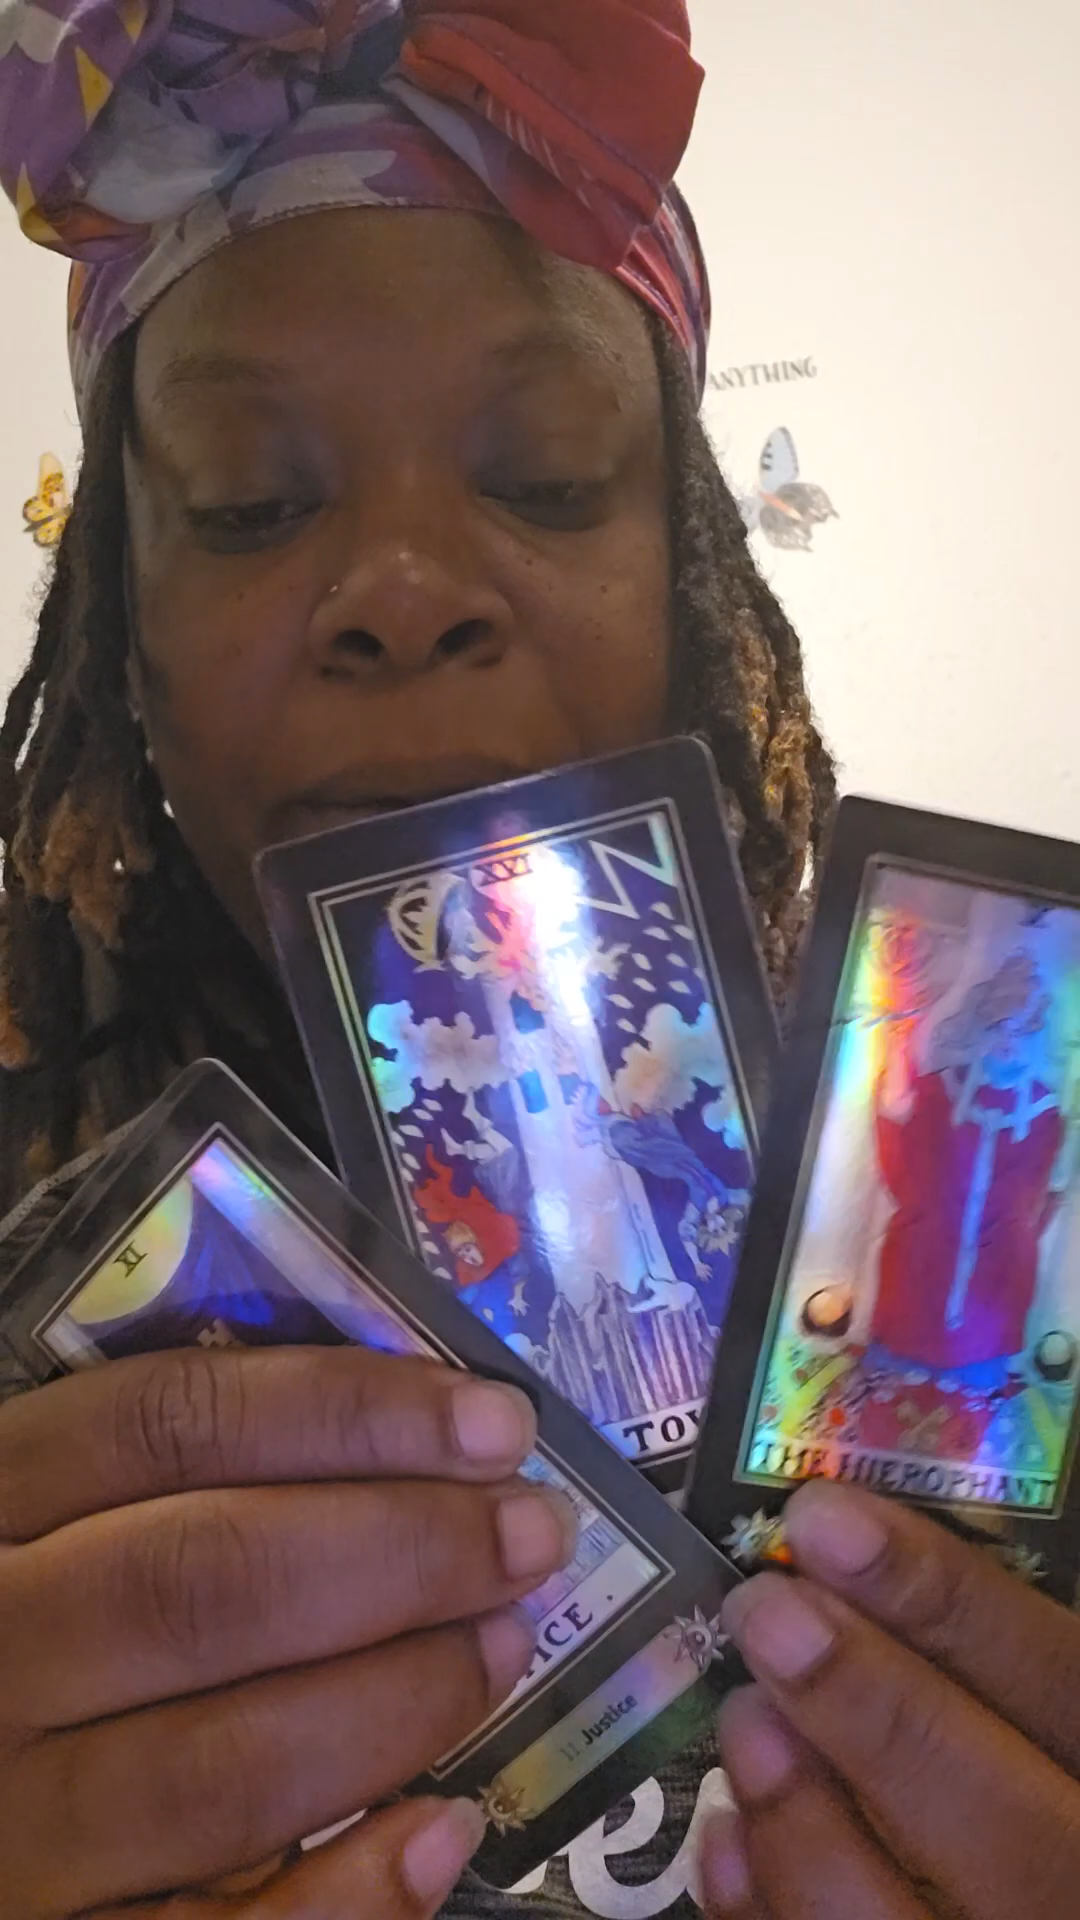 ANYTHING
XVI
TOW
THE HIEROPHANT
XI
ICE.
11 Justice